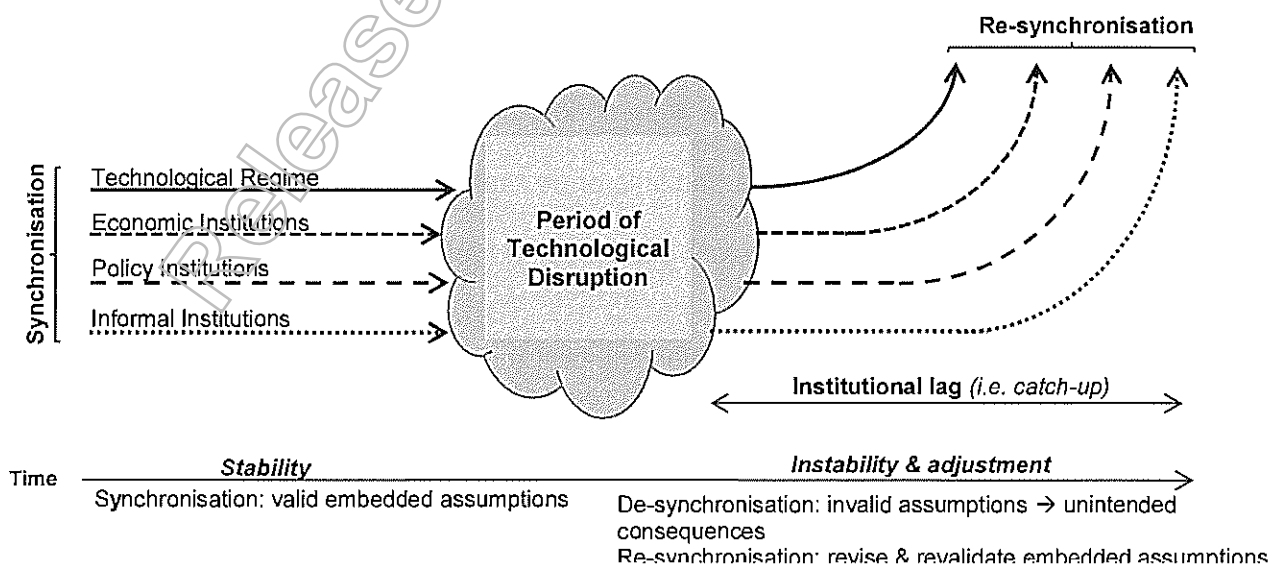 Re-synchronisation
Release
Synchronisation
Technological Regime
Economic Institutions
Policy Institutions
Informal Institutions
Period of
Technological
Disruption
Institutional lag (i.e. catch-up)
Time
Stability
Instability & adjustment
Synchronisation: valid embedded assumptions
De-synchronisation: invalid assumptions → unintended
consequences
Re-synchronisation: revise & revalidate embedded assumptions